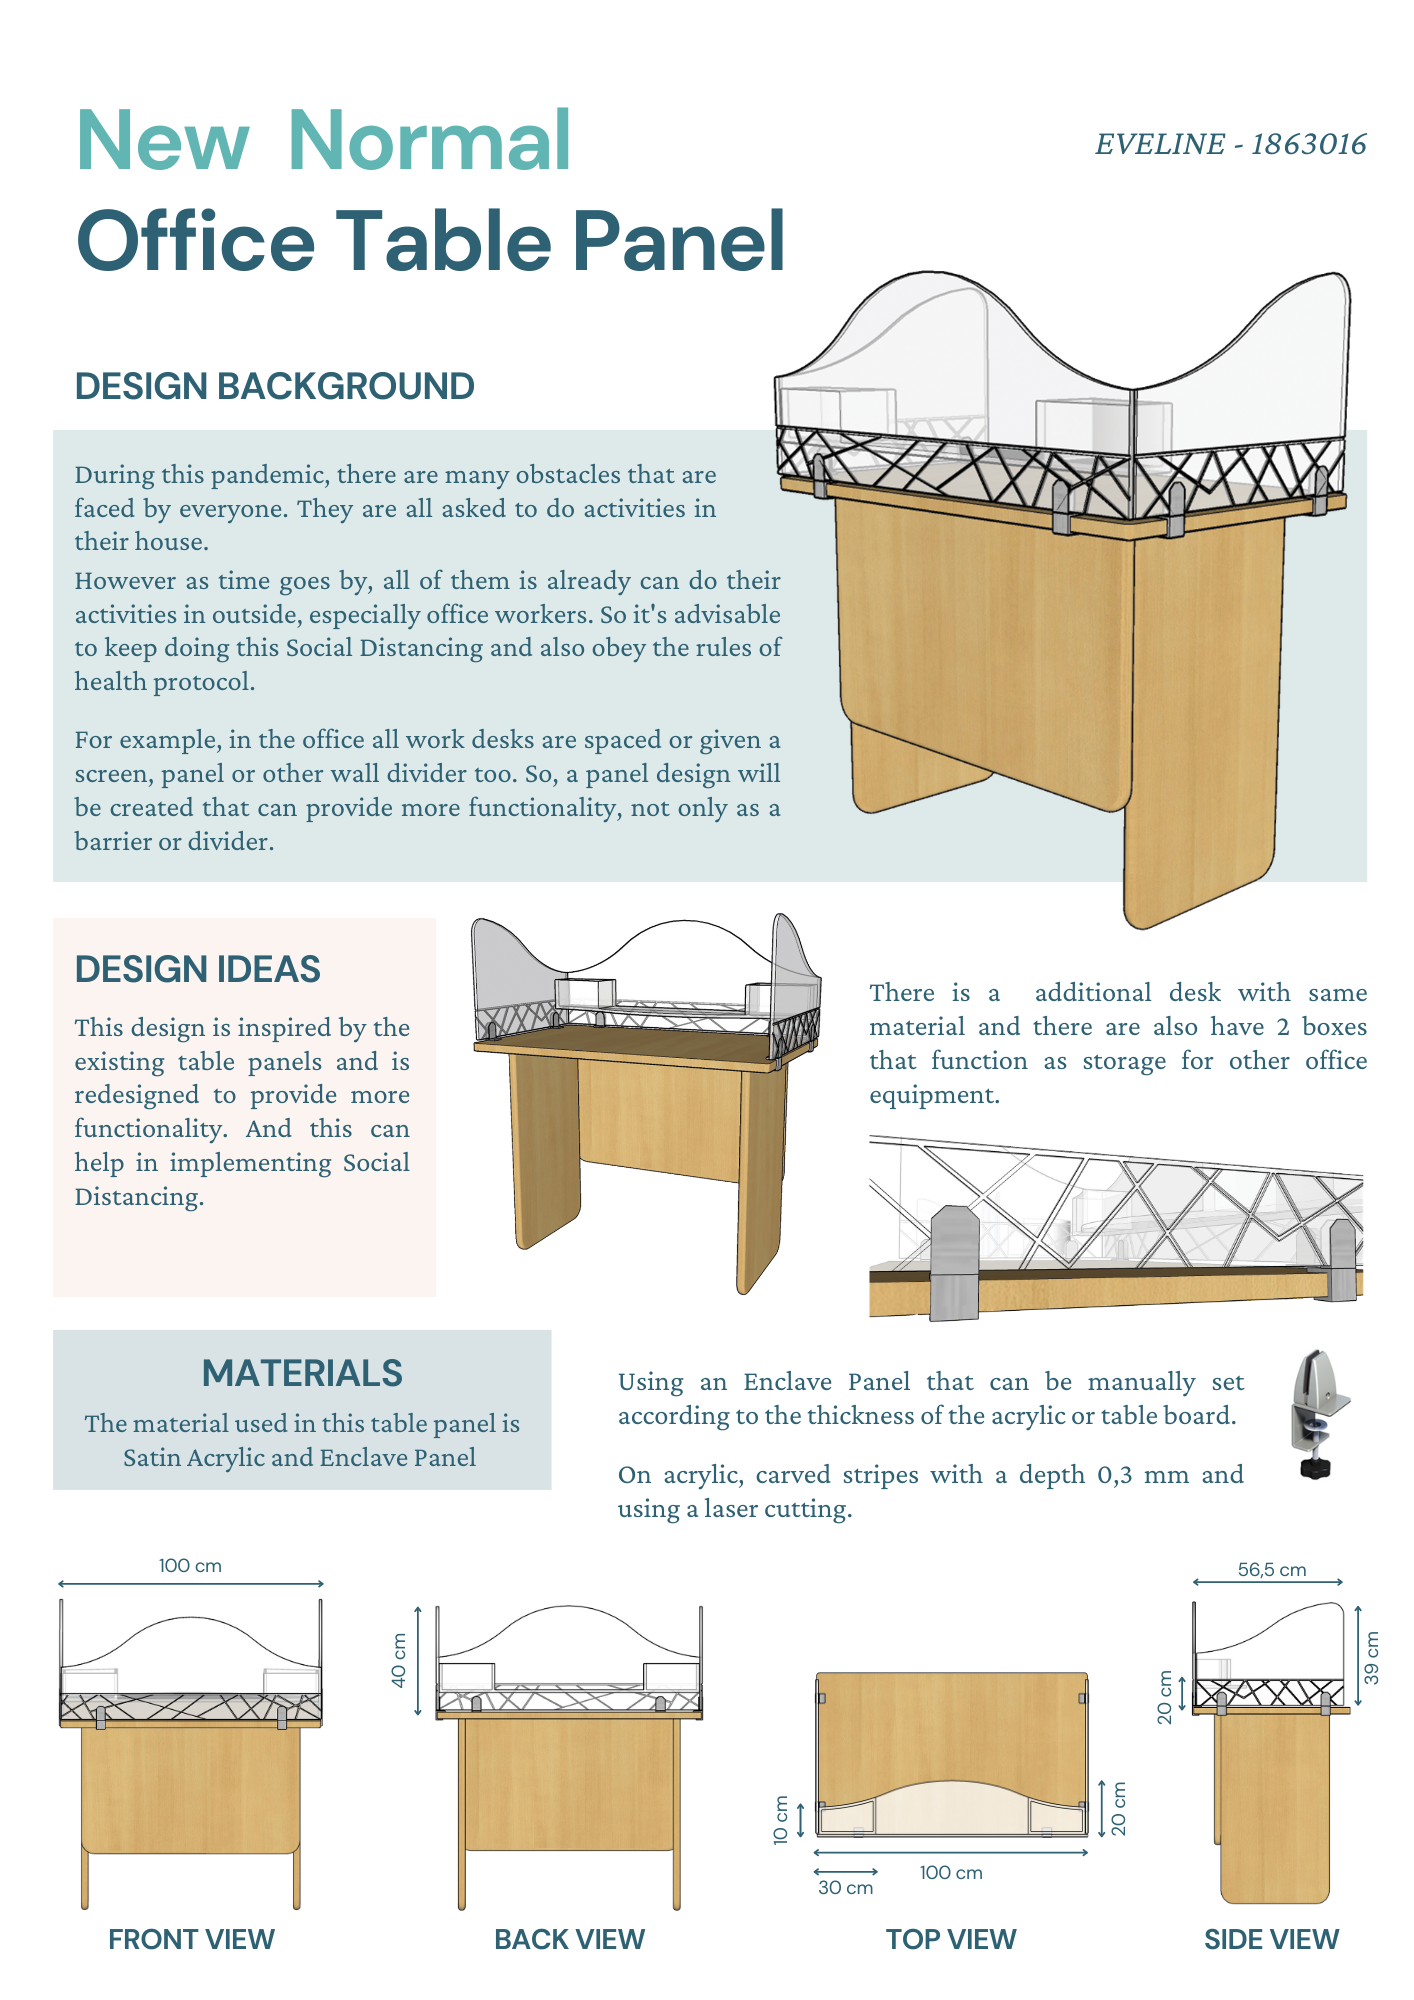 New Normal
Office Table Panel
EVELINE - 1863016
DESIGN BACKGROUND
During this pandemic, there are many obstacles that are
faced by everyone. They are all asked to do activities in
their house.
However as time goes by, all of them is already can do their
activities in outside, especially office workers. So it's advisable
to keep doing this Social Distancing and also obey the rules of
health protocol.
For example, in the office all work desks are spaced or given a
screen, panel or other wall divider too. So, a panel design will
be created that can provide more functionality, not only as a
barrier or divider.
DESIGN IDEAS
This design is inspired by the
existing table panels and is
redesigned to provide more
functionality. And this can
help in implementing Social
Distancing.
There is a additional desk with same
material and there are also have 2 boxes
that function as storage for other office
equipment.
MATERIALS
The material used in this table panel is
Satin Acrylic and Enclave Panel
Using an Enclave Panel that can be manually set
according to the thickness of the acrylic or table board.
On acrylic, carved stripes with a depth 0,3 mm and
using a laser cutting.
100 cm
FRONT VIEW
40 cm
BACK VIEW
10 cm
20 cm
100 cm
30 cm
TOP VIEW
56,5 cm
39 cm
20 cm
SIDE VIEW